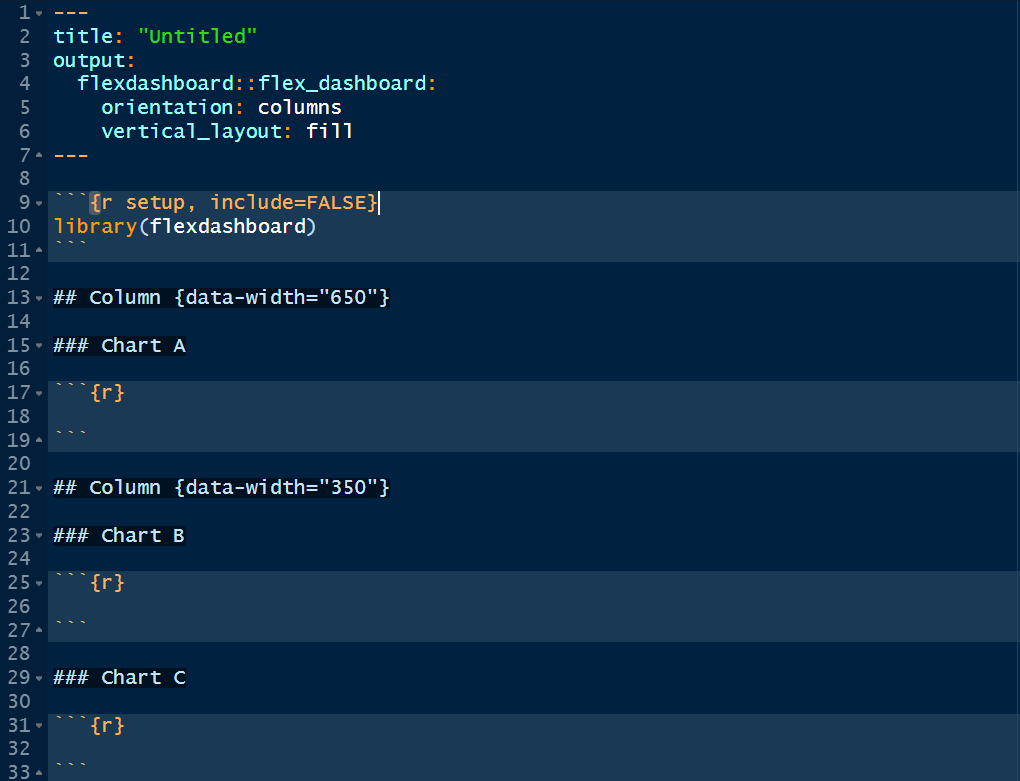 1 ---
2 title: "Untitled"
3 output:
4   flexdashboard::flex_dashboard:
5     orientation: columns
6     vertical_layout: fill
7 ---
8
9 ```{r setup, include=FALSE}
10 library(flexdashboard)
11 ```
12
13 ## Column {data-width="650"}
14
15 ### Chart A
16
17 ```{r}
18
19 ```
20
21 ## Column {data-width="350"}
22
23 ### Chart B
24
25 ```{r}
26
27 ```
28
29 ### Chart C
30
31 ```{r}
32
33 ```